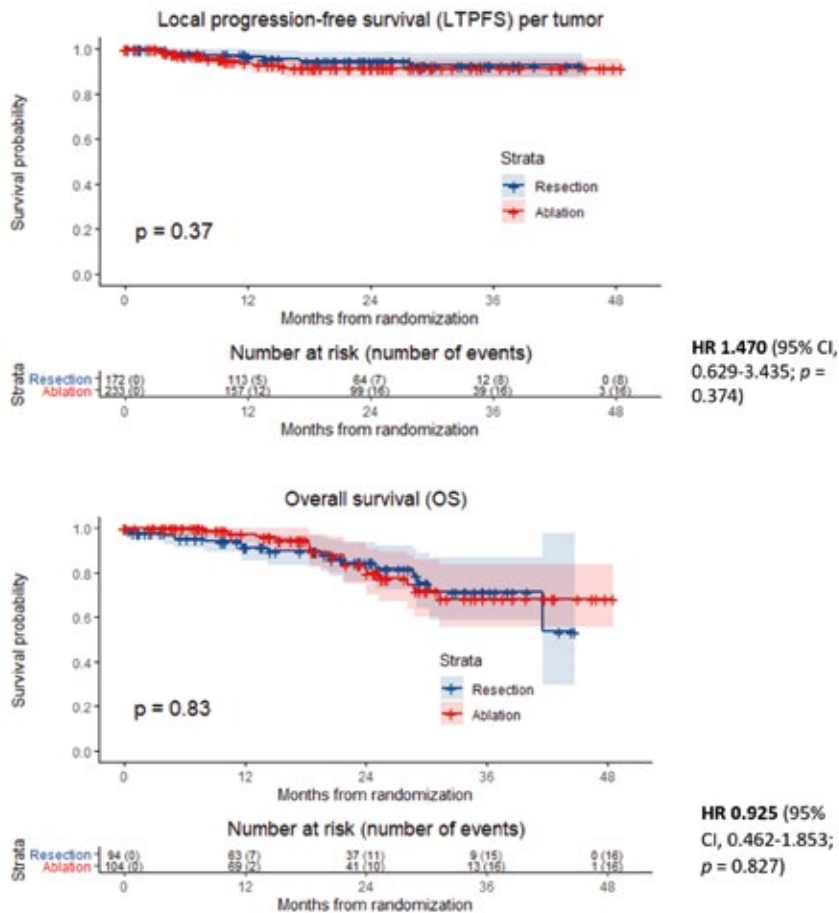 Local progression-free survival (LTPFS) per tumor
Survival probability
1.0
0.8
0.6
0.4
0.2
0.0
Strata
Resection
Ablation
p = 0.37
0 12 24 36 48
Months from randomization
Number at risk (number of events)
Strata
Resection 172 (0) 113 (5) 64 (7) 12 (8) 0 (8)
Ablation 233 (0) 157 (12) 99 (16) 39 (16) 3 (16)
0 12 24 36 48
Months from randomization
HR 1.470 (95% CI,
0.629-3.435; p =
0.374)
Overall survival (OS)
Survival probability
1.0
0.8
0.6
0.4
0.2
0.0
Strata
Resection
Ablation
p = 0.83
0 12 24 36 48
Months from randomization
Number at risk (number of events)
Strata
Resection 94 (0) 63 (7) 37 (11) 9 (15) 0 (16)
Ablation 104 (0) 69 (2) 41 (10) 13 (16) 1 (16)
0 12 24 36 48
Months from randomization
HR 0.925 (95%
CI, 0.462-1.853;
p = 0.827)